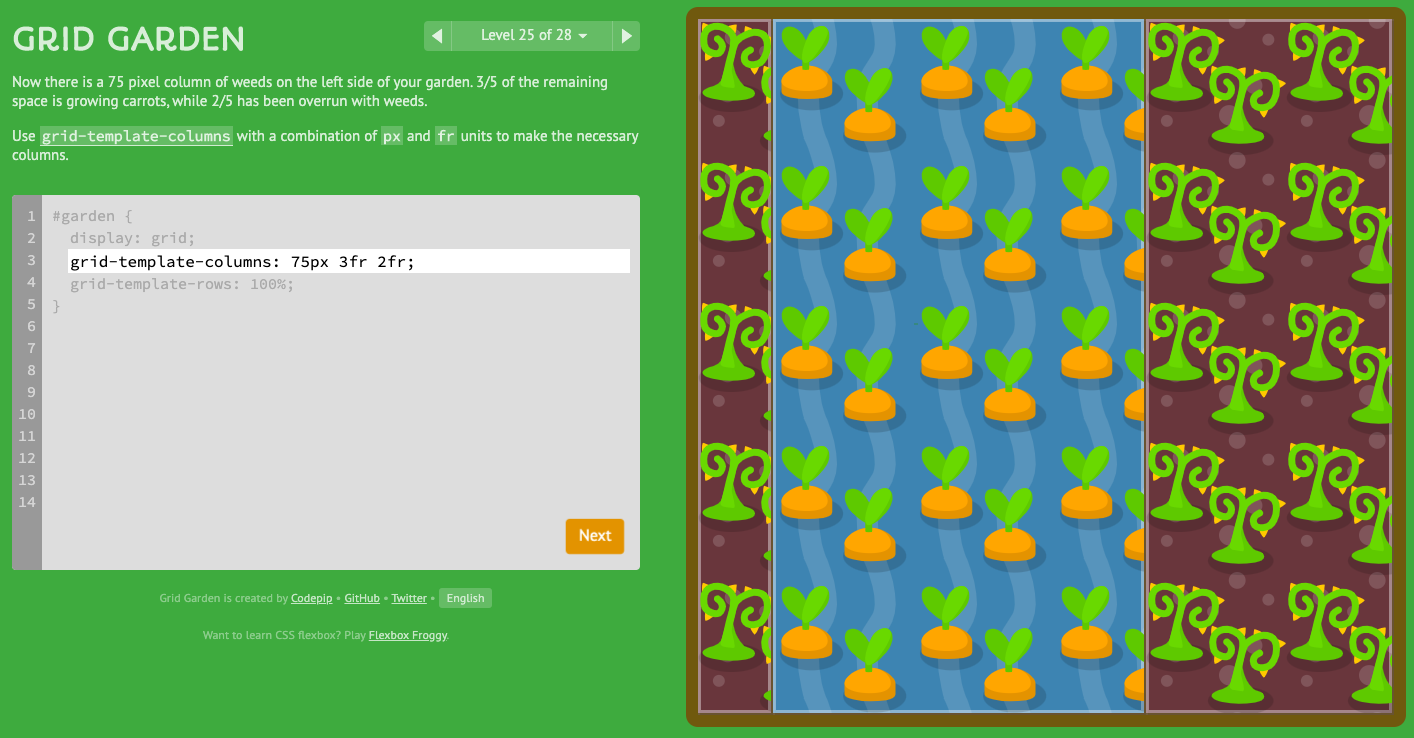 GRID GARDEN
Level 25 of 28
Now there is a 75 pixel column of weeds on the left side of your garden. 3/5 of the remaining
space is growing carrots, while 2/5 has been overrun with weeds.
Use grid-template-columns with a combination of px and fr units to make the necessary
columns.
1 #garden {
2 display: grid;
3 grid-template-columns: 75px 3fr 2fr;
4 grid-template-rows: 100%;
5 }
6
7
8
9
10
11
12
13
14
Next
Grid Garden is created by Codepip • GitHub • Twitter • English
Want to learn CSS flexbox? Play Flexbox Froggy.